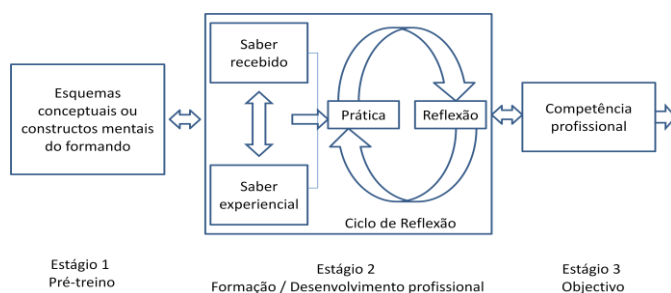 Esquemas
conceptuais ou
constructos mentais
do formando
Saber
recebido
Saber
experiencial
Prática
Reflexão
Ciclo de Reflexão
Competência
profissional
Estágio 1
Pré-treino
Estágio 2
Formação / Desenvolvimento profissional
Estágio 3
Objectivo